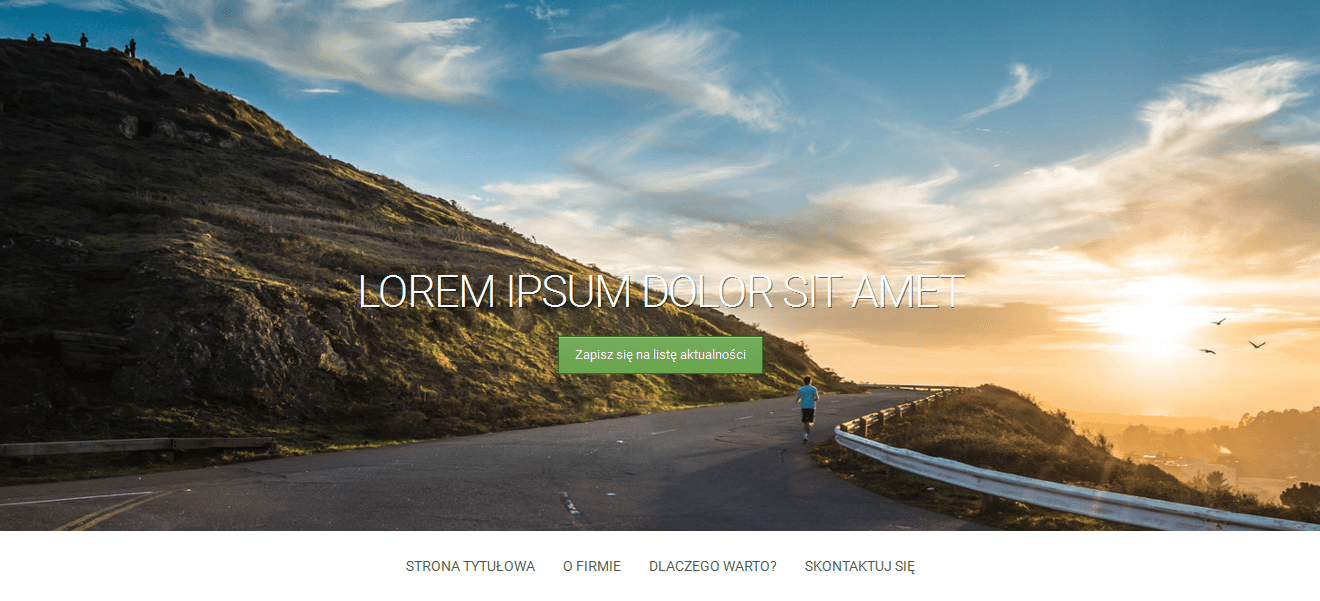 LOREM IPSUM DOLOR SIT AMET
Zapisz się na listę aktualności
STRONA TYTUŁOWA O FIRMIE DLACZEGO WARTO? SKONTAKTUJ SIĘ